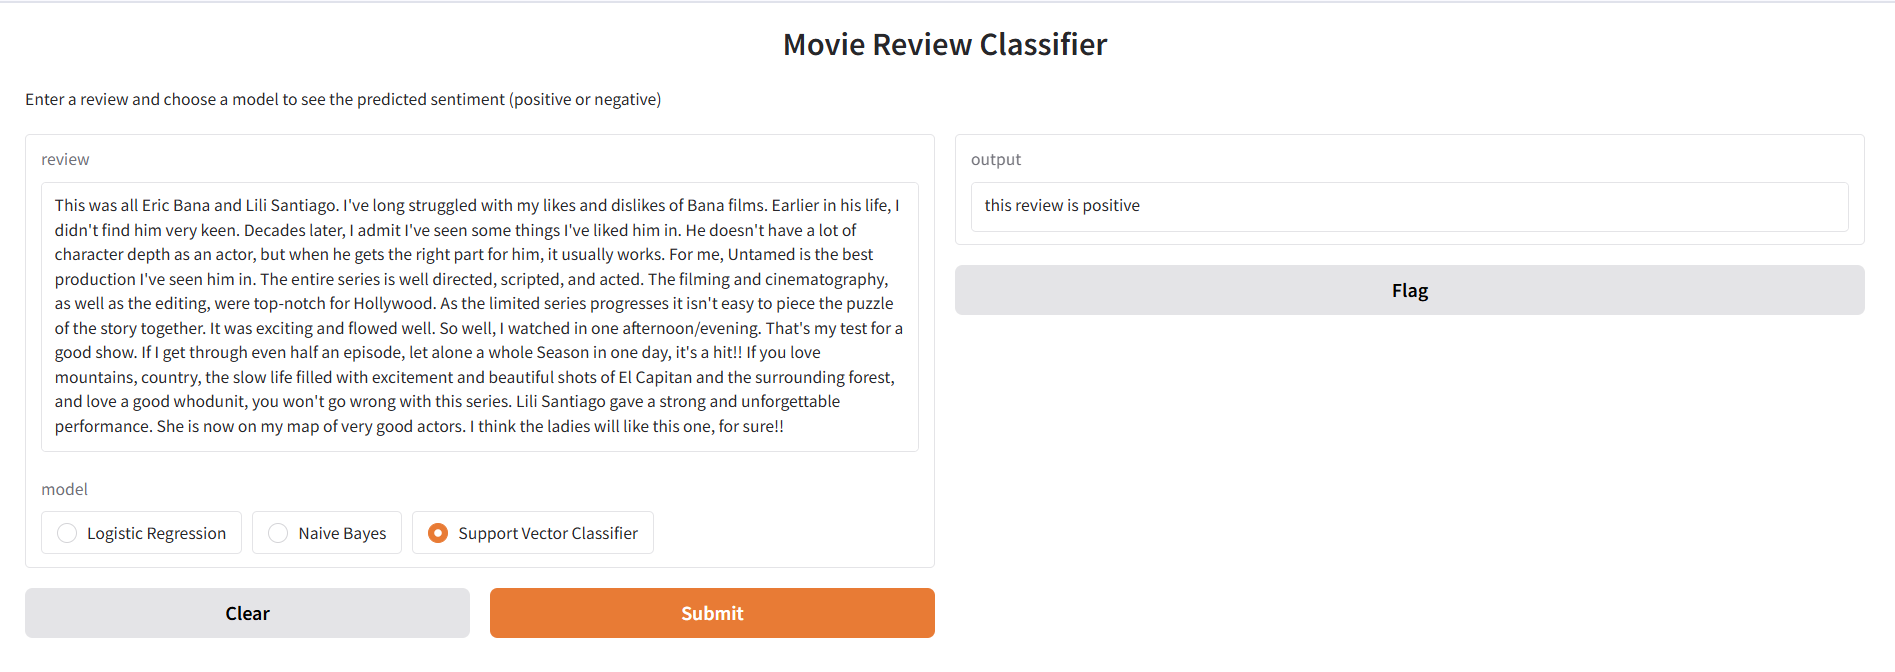 Movie Review Classifier
Enter a review and choose a model to see the predicted sentiment (positive or negative)
review
This was all Eric Bana and Lili Santiago. I've long struggled with my likes and dislikes of Bana films. Earlier in his life, I
didn't find him very keen. Decades later, I admit I've seen some things I've liked him in. He doesn't have a lot of
character depth as an actor, but when he gets the right part for him, it usually works. For me, Untamed is the best
production I've seen him in. The entire series is well directed, scripted, and acted. The filming and cinematography,
as well as the editing, were top-notch for Hollywood. As the limited series progresses it isn't easy to piece the puzzle
of the story together. It was exciting and flowed well. So well, I watched in one afternoon/evening. That's my test for a
good show. If I get through even half an episode, let alone a whole Season in one day, it's a hit!! If you love
mountains, country, the slow life filled with excitement and beautiful shots of El Capitan and the surrounding forest,
and love a good whodunit, you won't go wrong with this series. Lili Santiago gave a strong and unforgettable
performance. She is now on my map of very good actors. I think the ladies will like this one, for sure!!
model
Logistic Regression
Naive Bayes
Support Vector Classifier
Clear
Submit
output
this review is positive
Flag